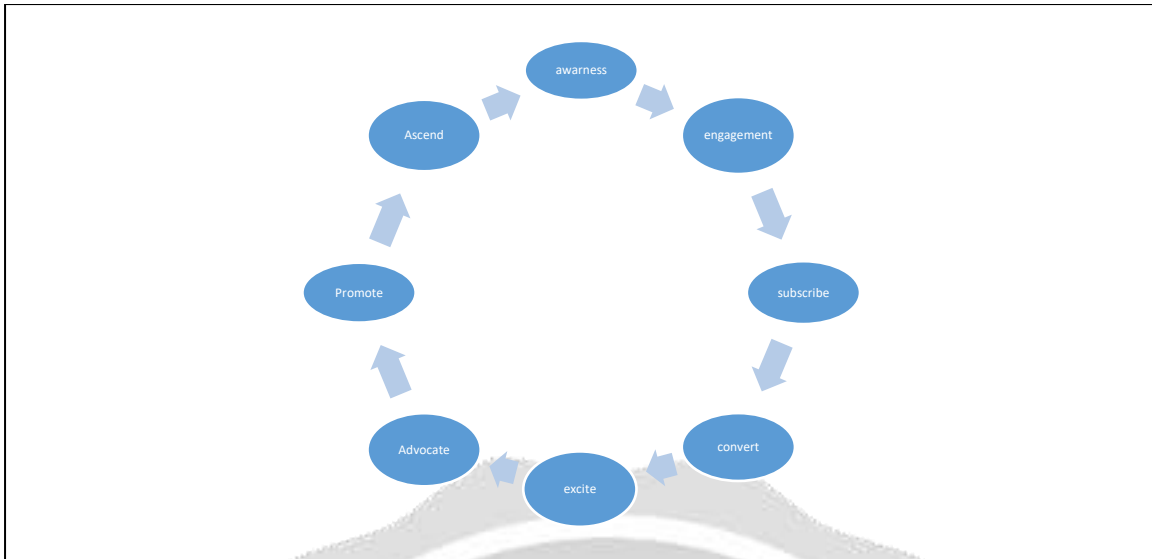 awarness
engagement
subscribe
convert
excite
Advocate
Promote
Ascend